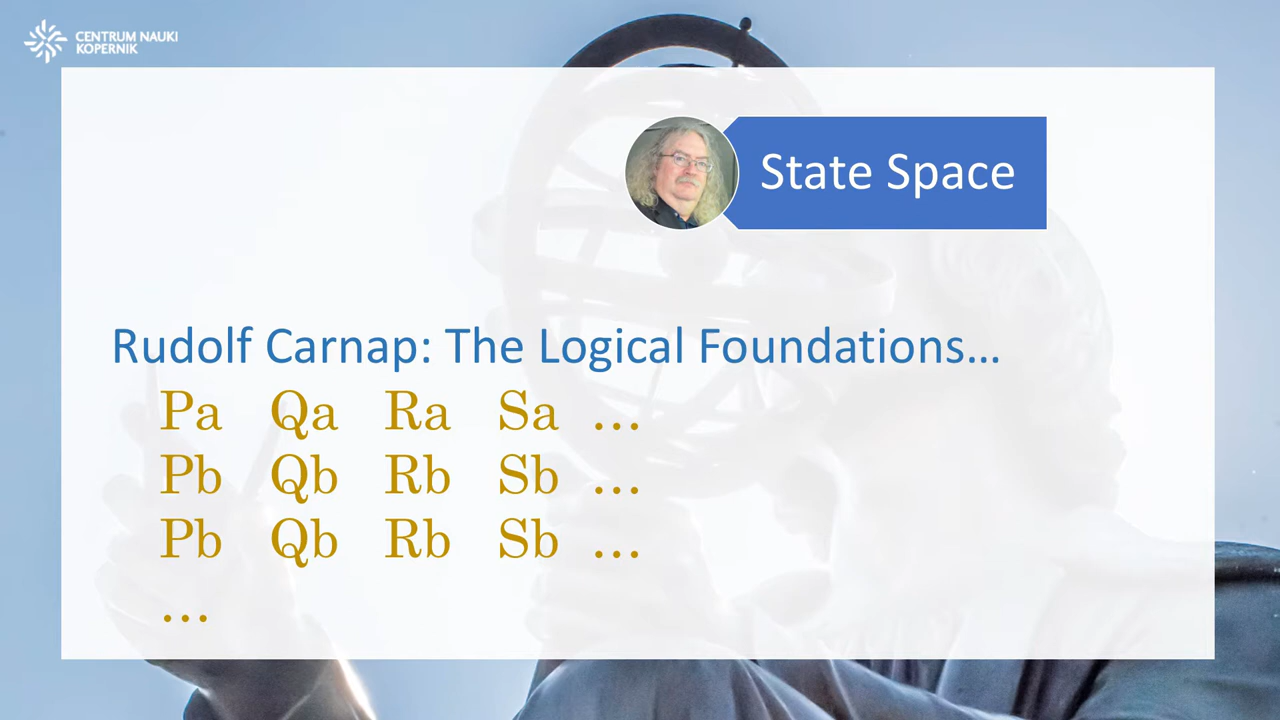 CENTRUM NAUKI
KOPERNIK
State Space
Rudolf Carnap: The Logical Foundations…
Pa Qa Ra Sa …
Pb Qb Rb Sb …
Pb Qb Rb Sb …
…